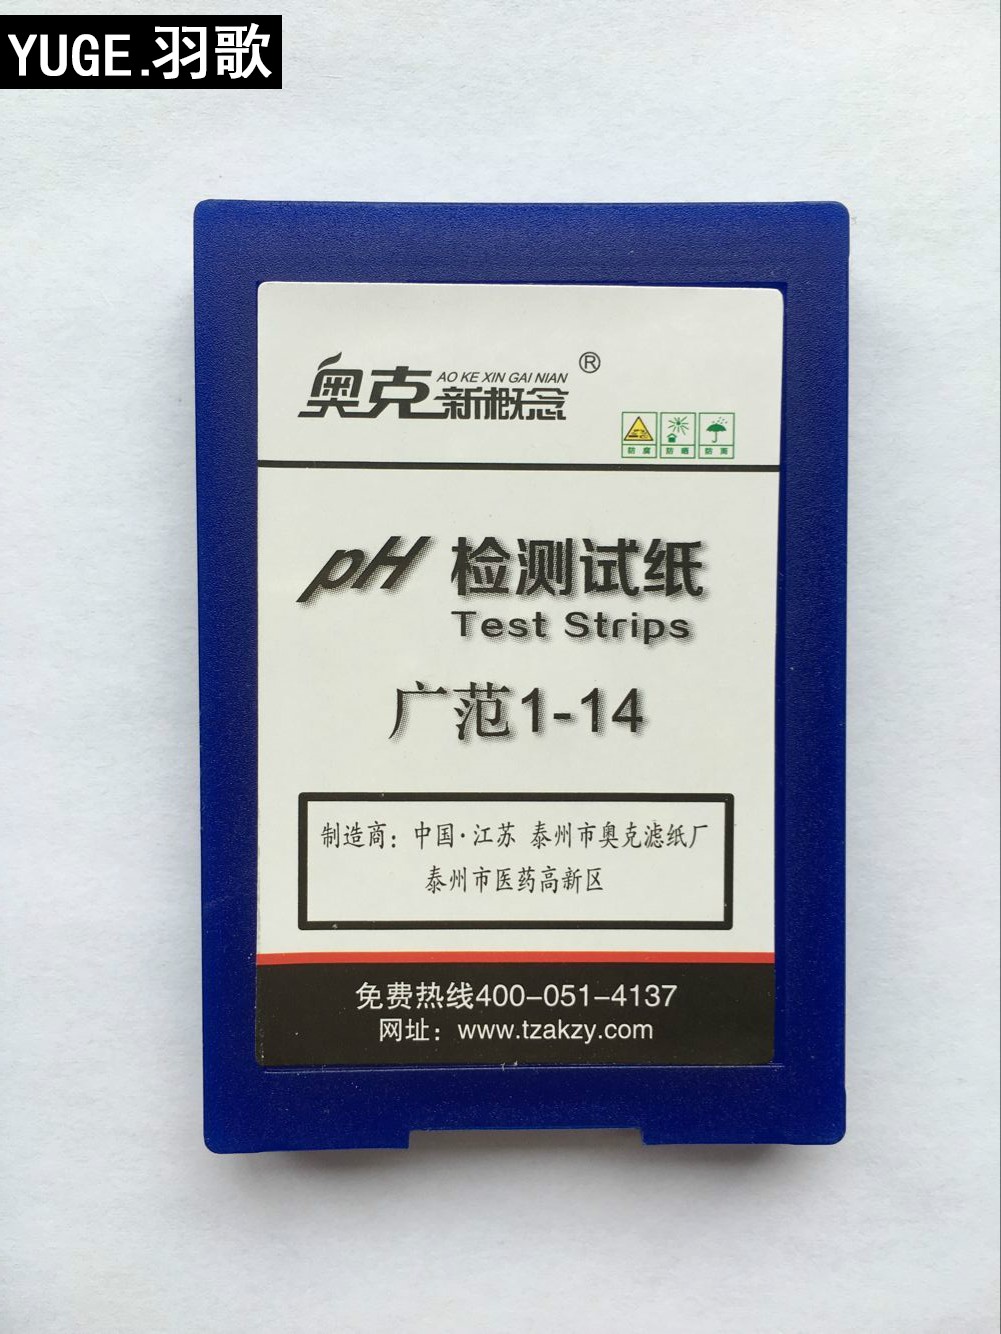 YUGE.羽歌
奥克新概念 AO KE XIN GAI NIAN ®
防腐 防晒 防雨
pH 检测试纸
Test Strips
广范1-14
制造商：中国·江苏 泰州市奥克滤纸厂
泰州市医药高新区
免费热线400-051-4137
网址：www.tzakzy.com